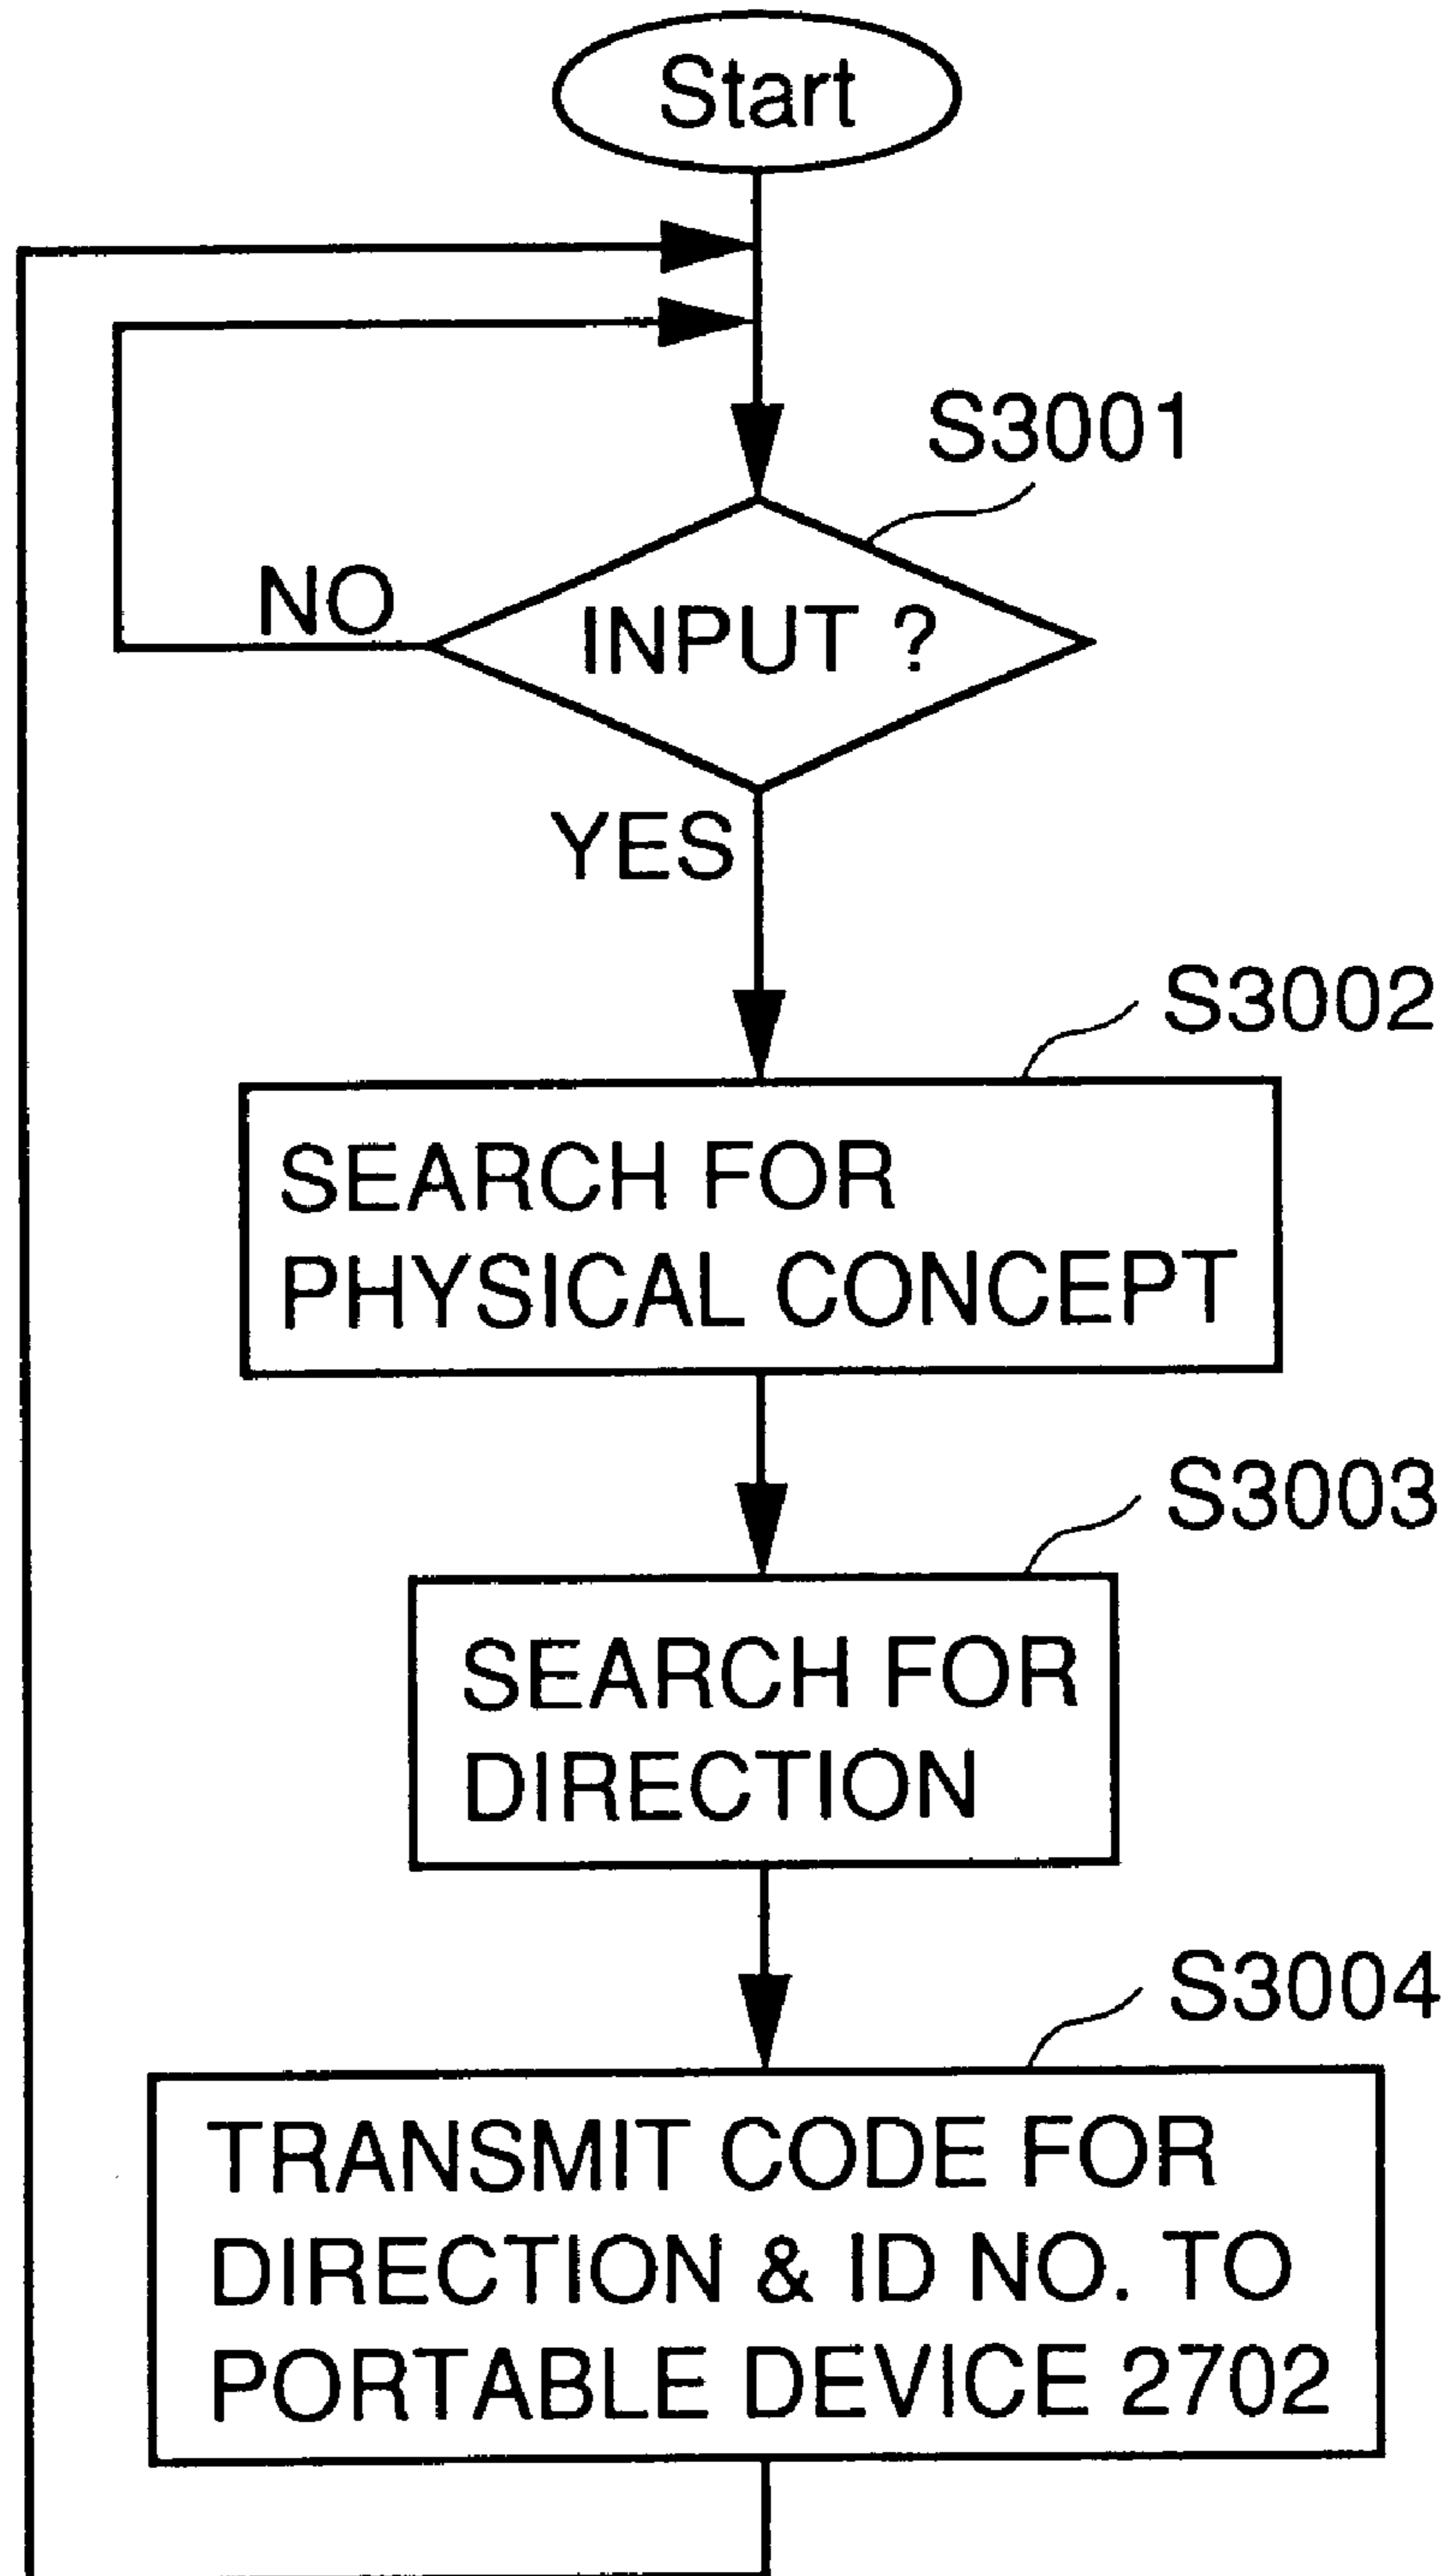 Start
S3001
NO
INPUT ?
YES
S3002
SEARCH FOR
PHYSICAL CONCEPT
S3003
SEARCH FOR
DIRECTION
S3004
TRANSMIT CODE FOR
DIRECTION & ID NO. TO
PORTABLE DEVICE 2702